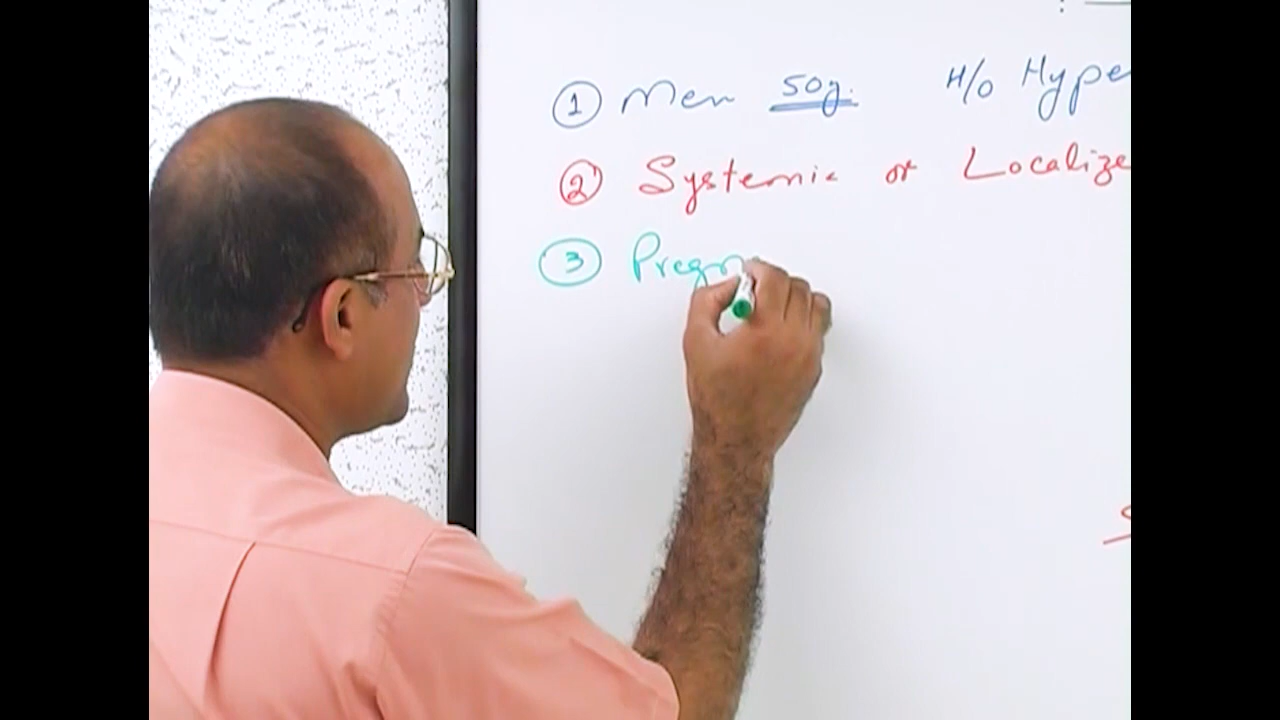 ① Men 50y. H/O Hype
② Systemic or Localize
③ Pregn